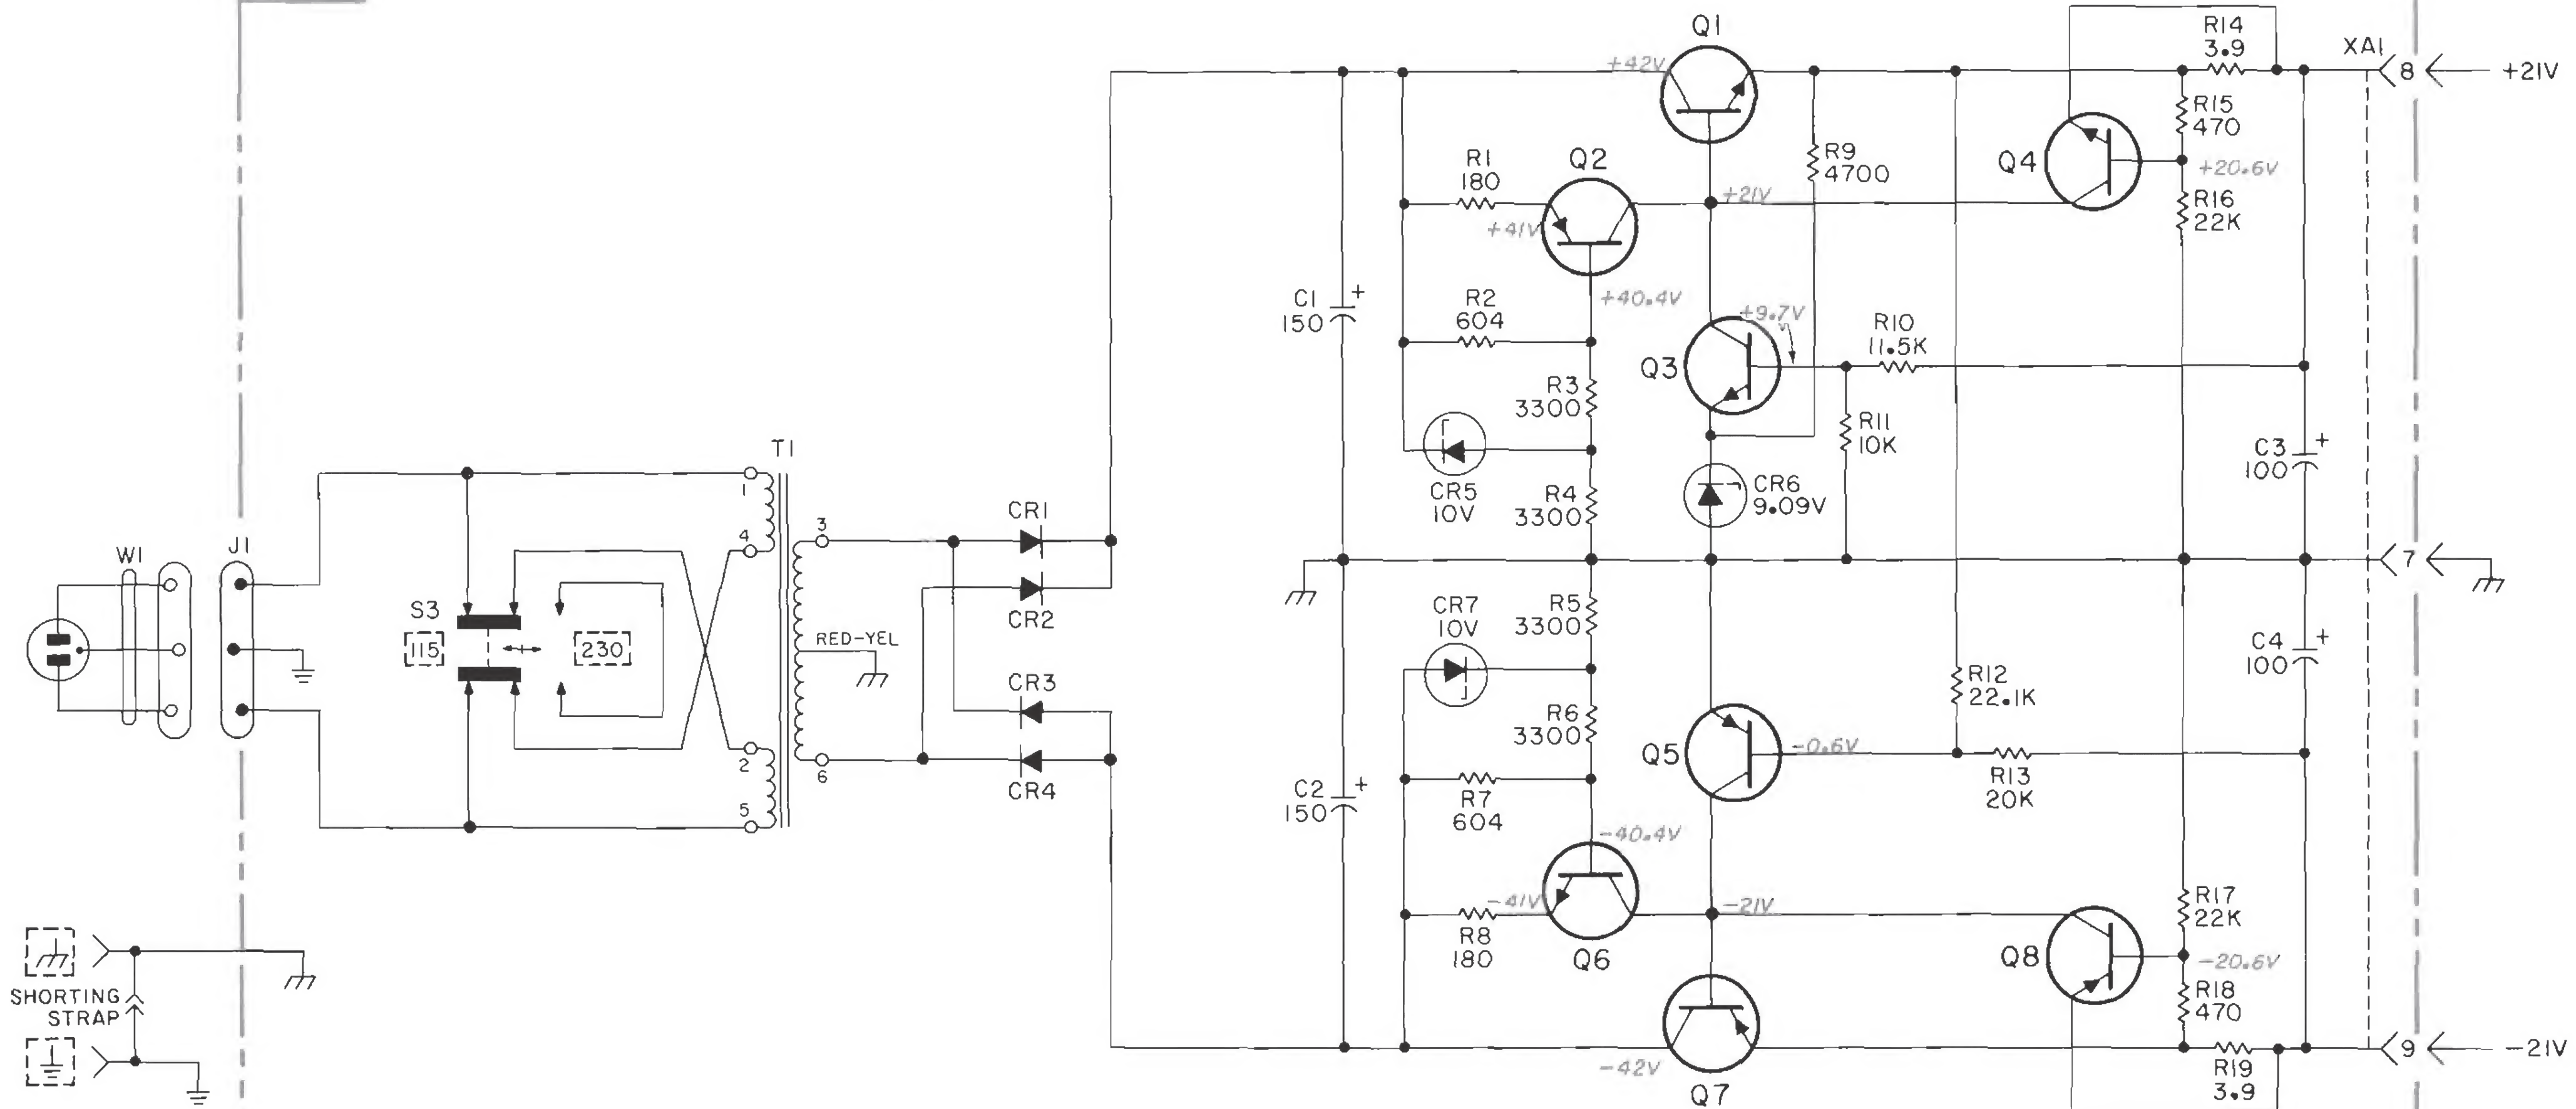 Q1
+42V
R14
3.9
XA1
8
+21V
R15
470
Q4
+20.6V
R16
22K
R9
4700
R1
180
Q2
+21V
+41V
+40.4V
C1
150
+
R2
604
+9.7V
R10
11.5K
Q3
R3
3300
R11
10K
CR5
10V
R4
3300
CR6
9.09V
C3
100
+
T1
1
4
3
CR1
CR2
W1
J1
S3
115
230
RED-YEL
CR3
CR4
2
5
6
7
CR7
10V
R5
3300
C4
100
+
R12
22.1K
R6
3300
Q5
-0.6V
R13
20K
C2
150
+
R7
604
-40.4V
-41V
-21V
R8
180
Q6
R17
22K
Q8
-20.6V
R18
470
SHORTING
STRAP
-42V
Q7
R19
3.9
9
-21V